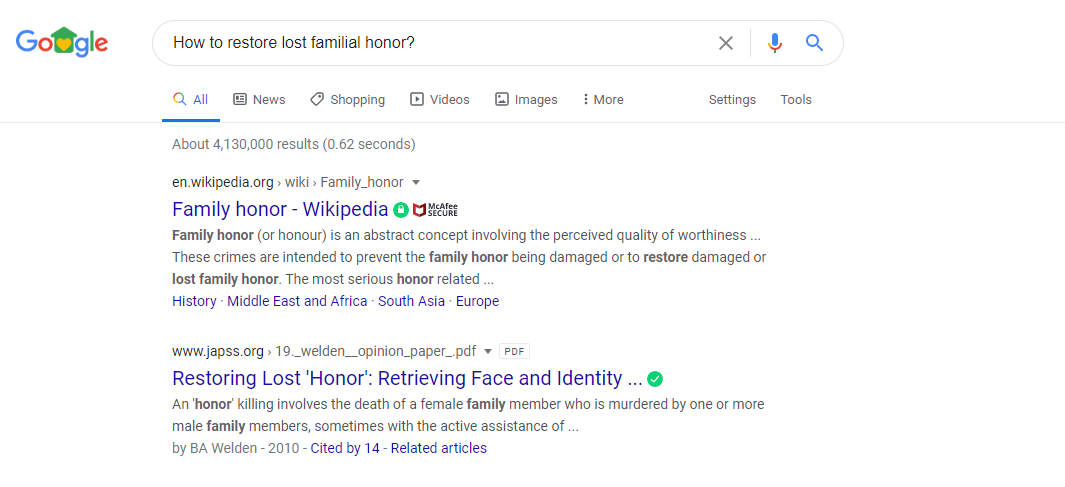 Google
How to restore lost familial honor?
All News Shopping Videos Images More Settings Tools
About 4,130,000 results (0.62 seconds)
en.wikipedia.org › wiki › Family_honor
Family honor - Wikipedia McAfee SECURE
Family honor (or honour) is an abstract concept involving the perceived quality of worthiness ...
These crimes are intended to prevent the family honor being damaged or to restore damaged or
lost family honor. The most serious honor related ...
History · Middle East and Africa · South Asia · Europe
www.japss.org › 19._welden__opinion_paper_.pdf PDF
Restoring Lost 'Honor': Retrieving Face and Identity ...
An 'honor' killing involves the death of a female family member who is murdered by one or more
male family members, sometimes with the active assistance of ...
by BA Welden - 2010 - Cited by 14 - Related articles